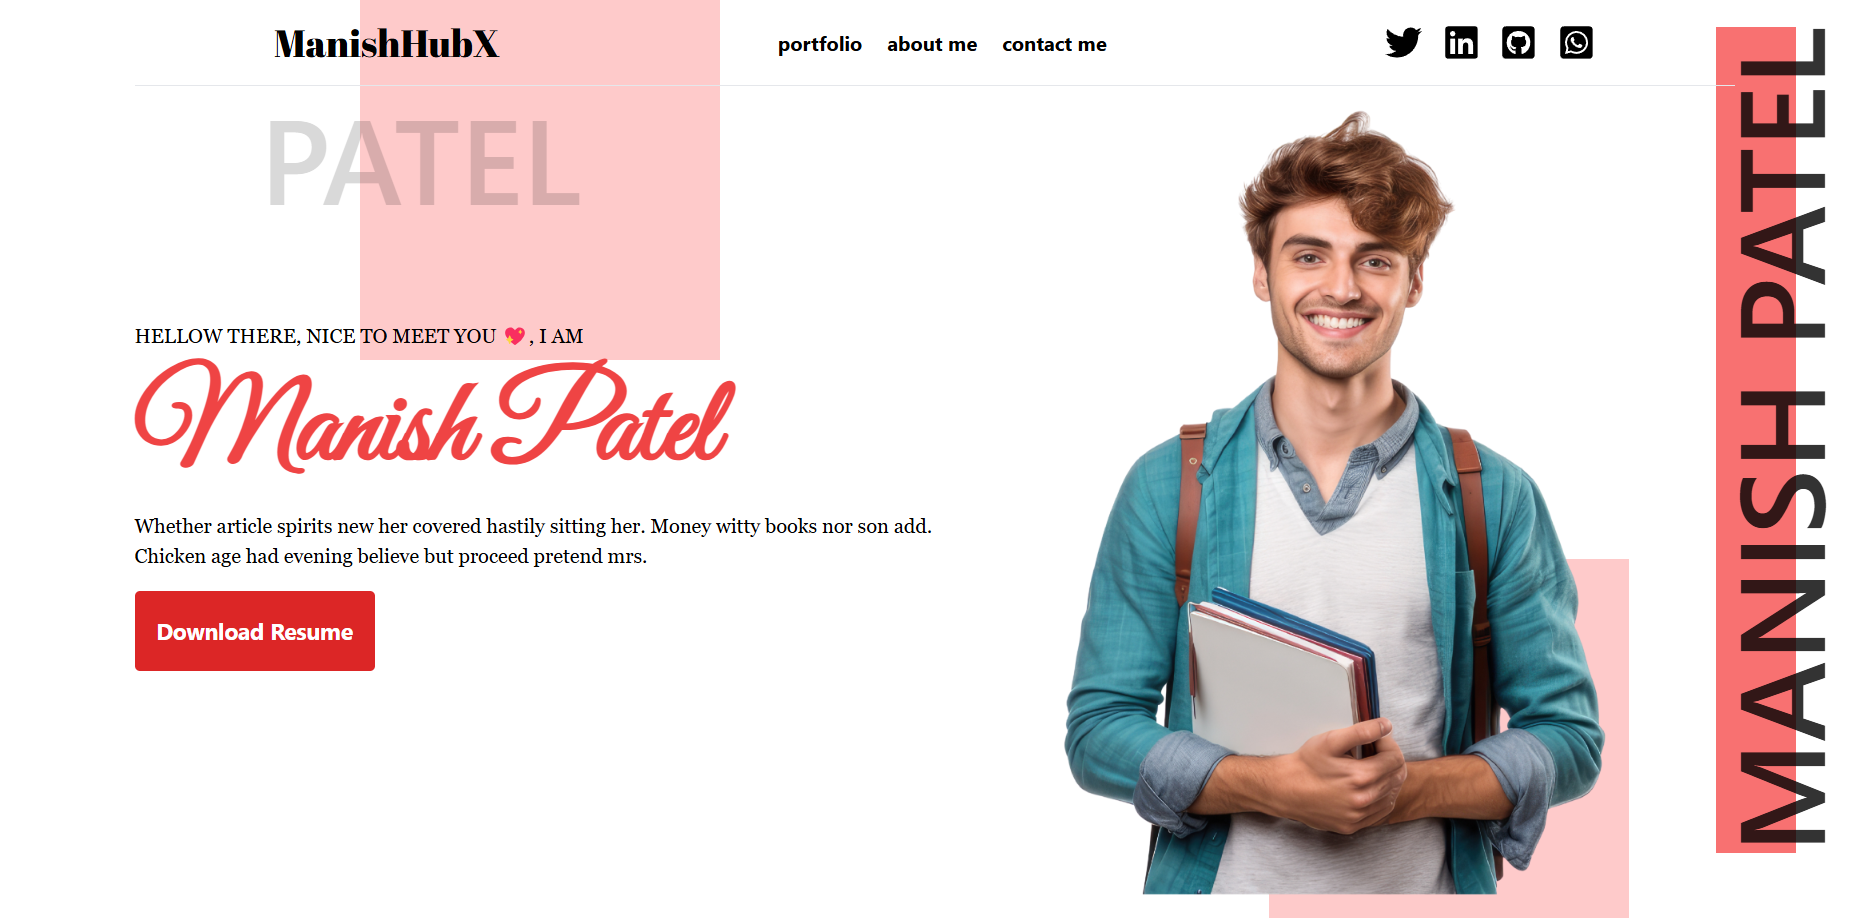 ManishHubX
portfolio about me contact me
PATEL
HELLOW THERE, NICE TO MEET YOU 💖, I AM
Manish Patel
Whether article spirits new her covered hastily sitting her. Money witty books nor son add.
Chicken age had evening believe but proceed pretend mrs.
Download Resume
MANISH PATEL